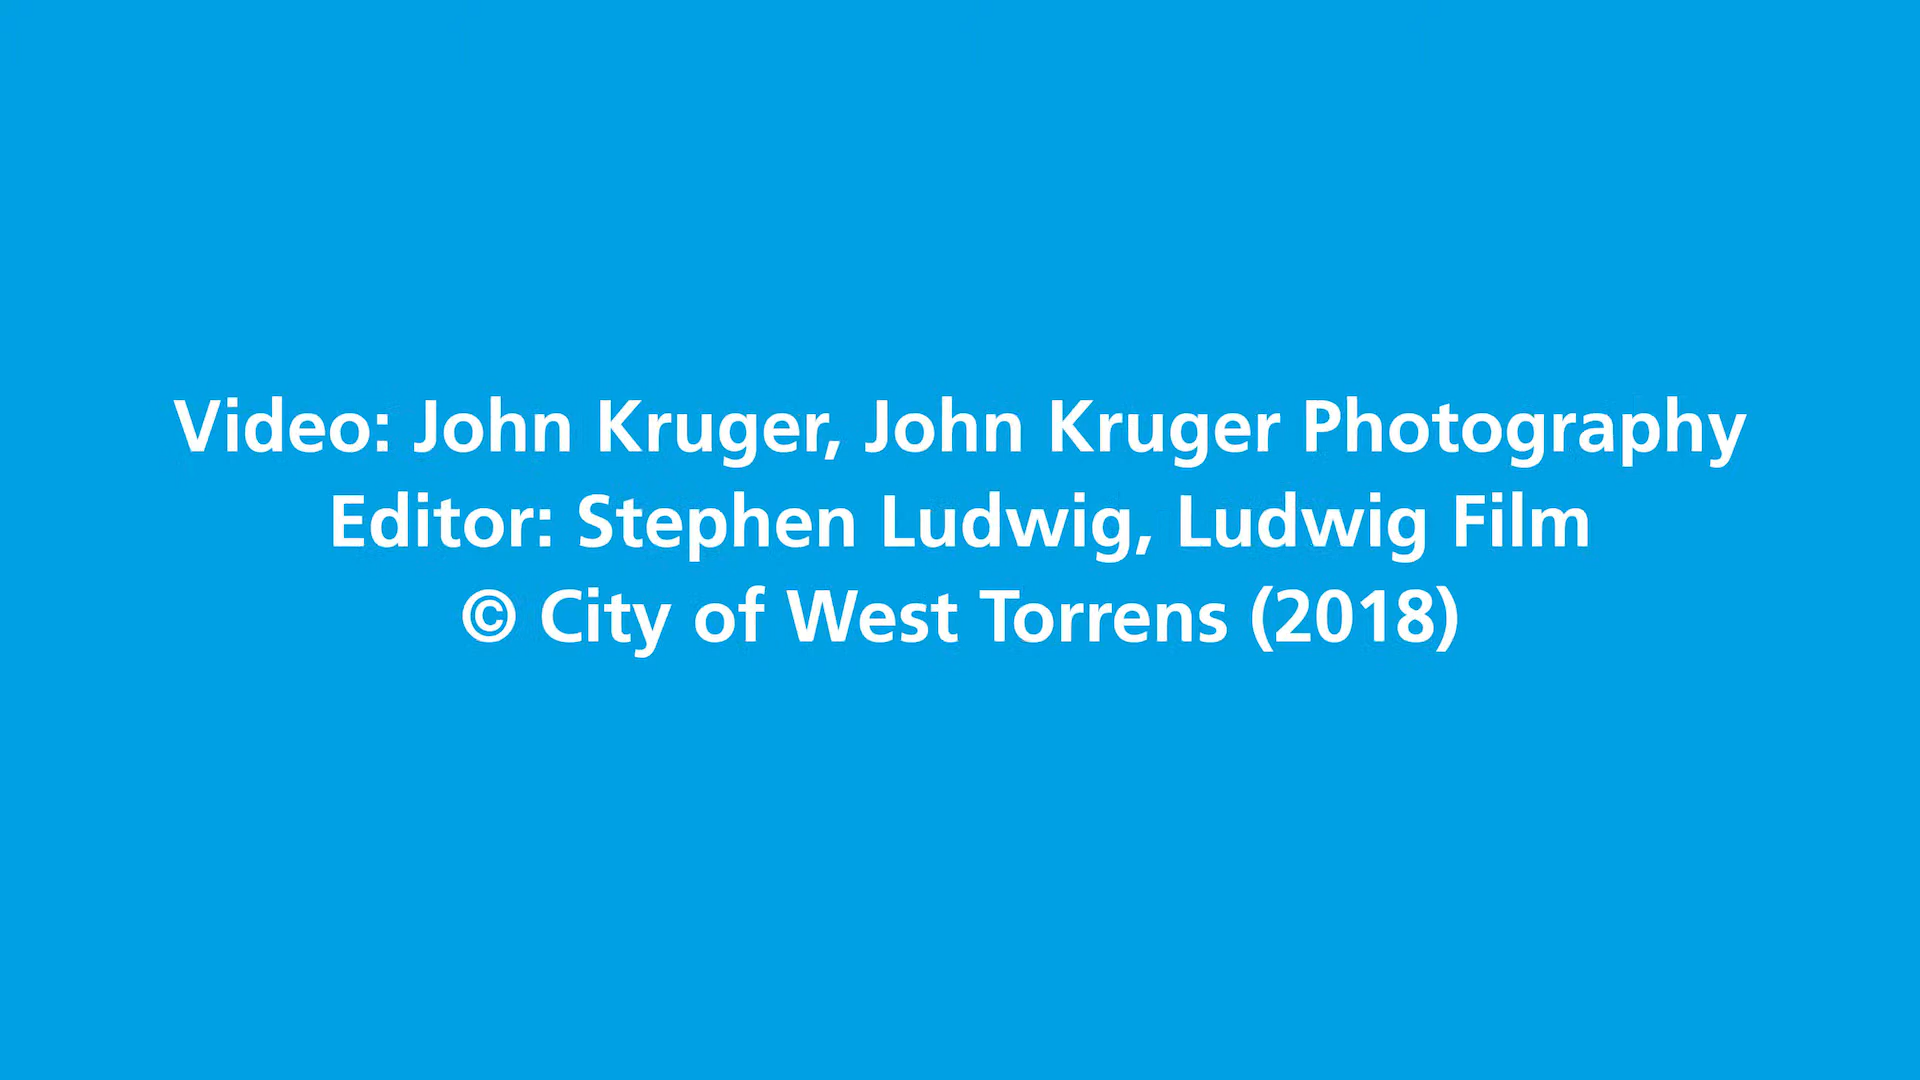 Video: John Kruger, John Kruger Photography
Editor: Stephen Ludwig, Ludwig Film
© City of West Torrens (2018)